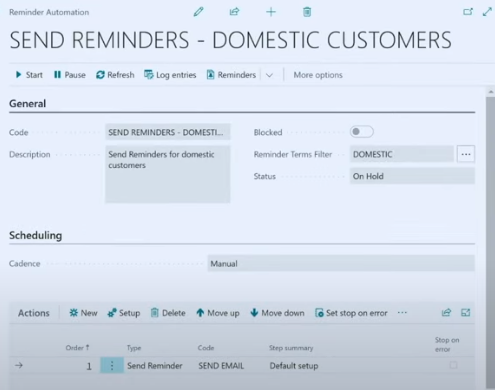 Reminder Automation
SEND REMINDERS - DOMESTIC CUSTOMERS
Start Pause Refresh Log entries Reminders More options
General
Code SEND REMINDERS - DOMESTI... Blocked
Description Send Reminders for domestic Reminder Terms Filter DOMESTIC ...
customers
Status On Hold
Scheduling
Cadence Manual
Actions New Setup Delete Move up Move down Set stop on error ...
Stop on
Order ↑ Type Code Step summary error
→ 1 Send Reminder SEND EMAIL Default setup